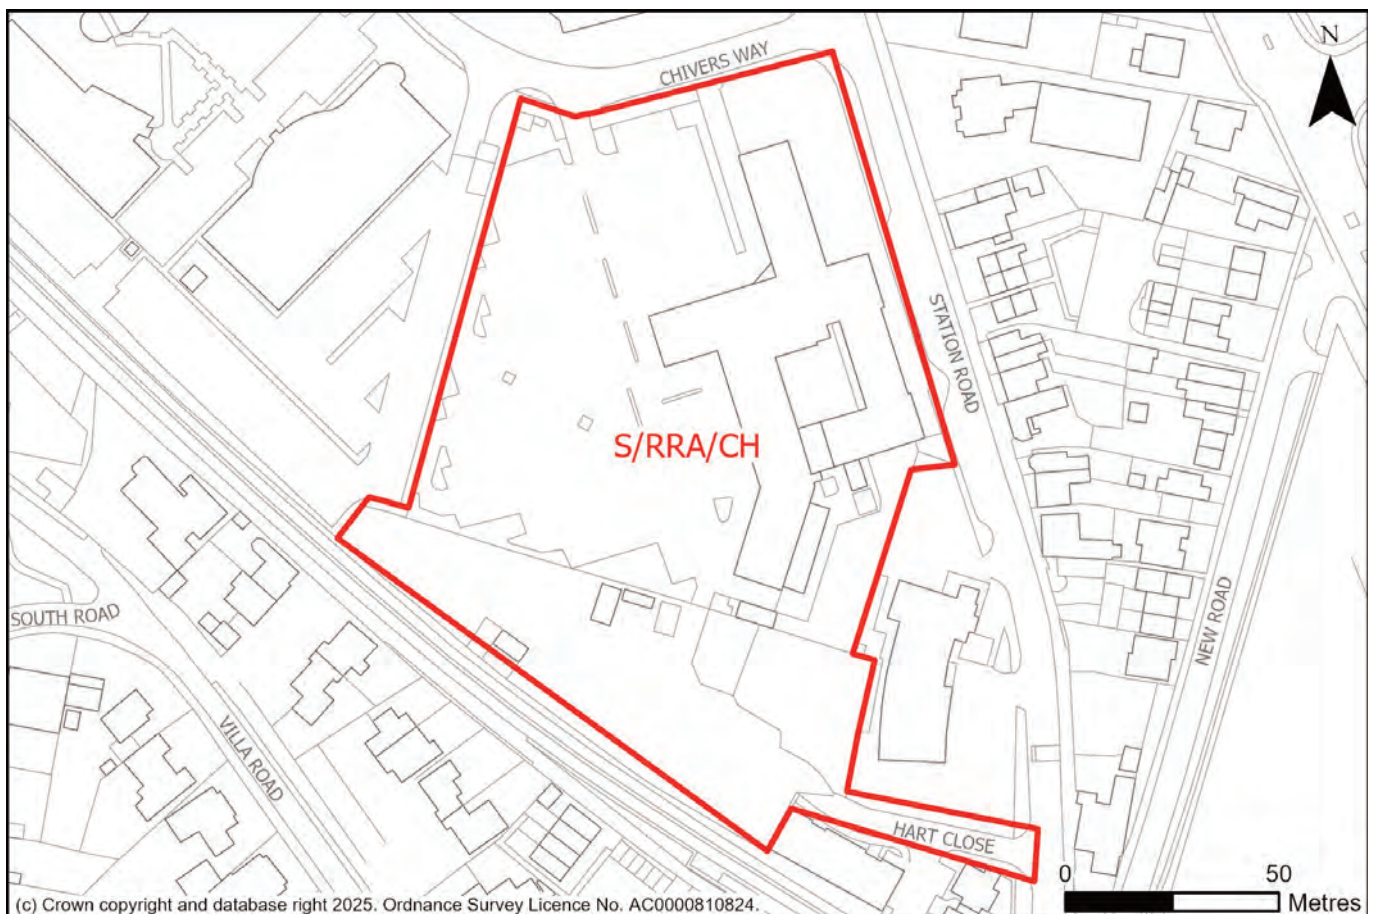 CHIVERS WAY
N
STATION ROAD
S/RRA/CH
SOUTH ROAD
NEW ROAD
VILLA ROAD
HART CLOSE
0 50
Metres
(c) Crown copyright and database right 2025. Ordnance Survey Licence No. AC0000810824.